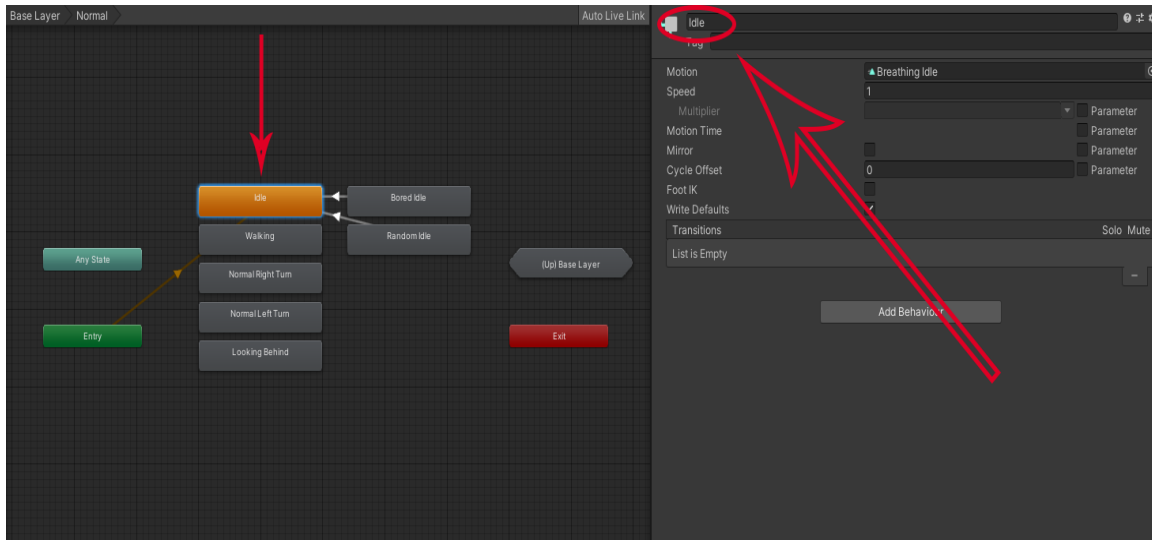 Base Layer
Normal
Auto Live Link
Idle
Bored Idle
Walking
Random Idle
Any State
Normal Right Turn
(Up) Base Layer
Normal Left Turn
Entry
Exit
Looking Behind
Idle
Tag
Motion
Breathing Idle
Speed
1
Multiplier
Parameter
Motion Time
Parameter
Mirror
Parameter
Cycle Offset
0
Parameter
Foot IK
Write Defaults
Transitions
Solo Mute
List is Empty
Add Behaviour